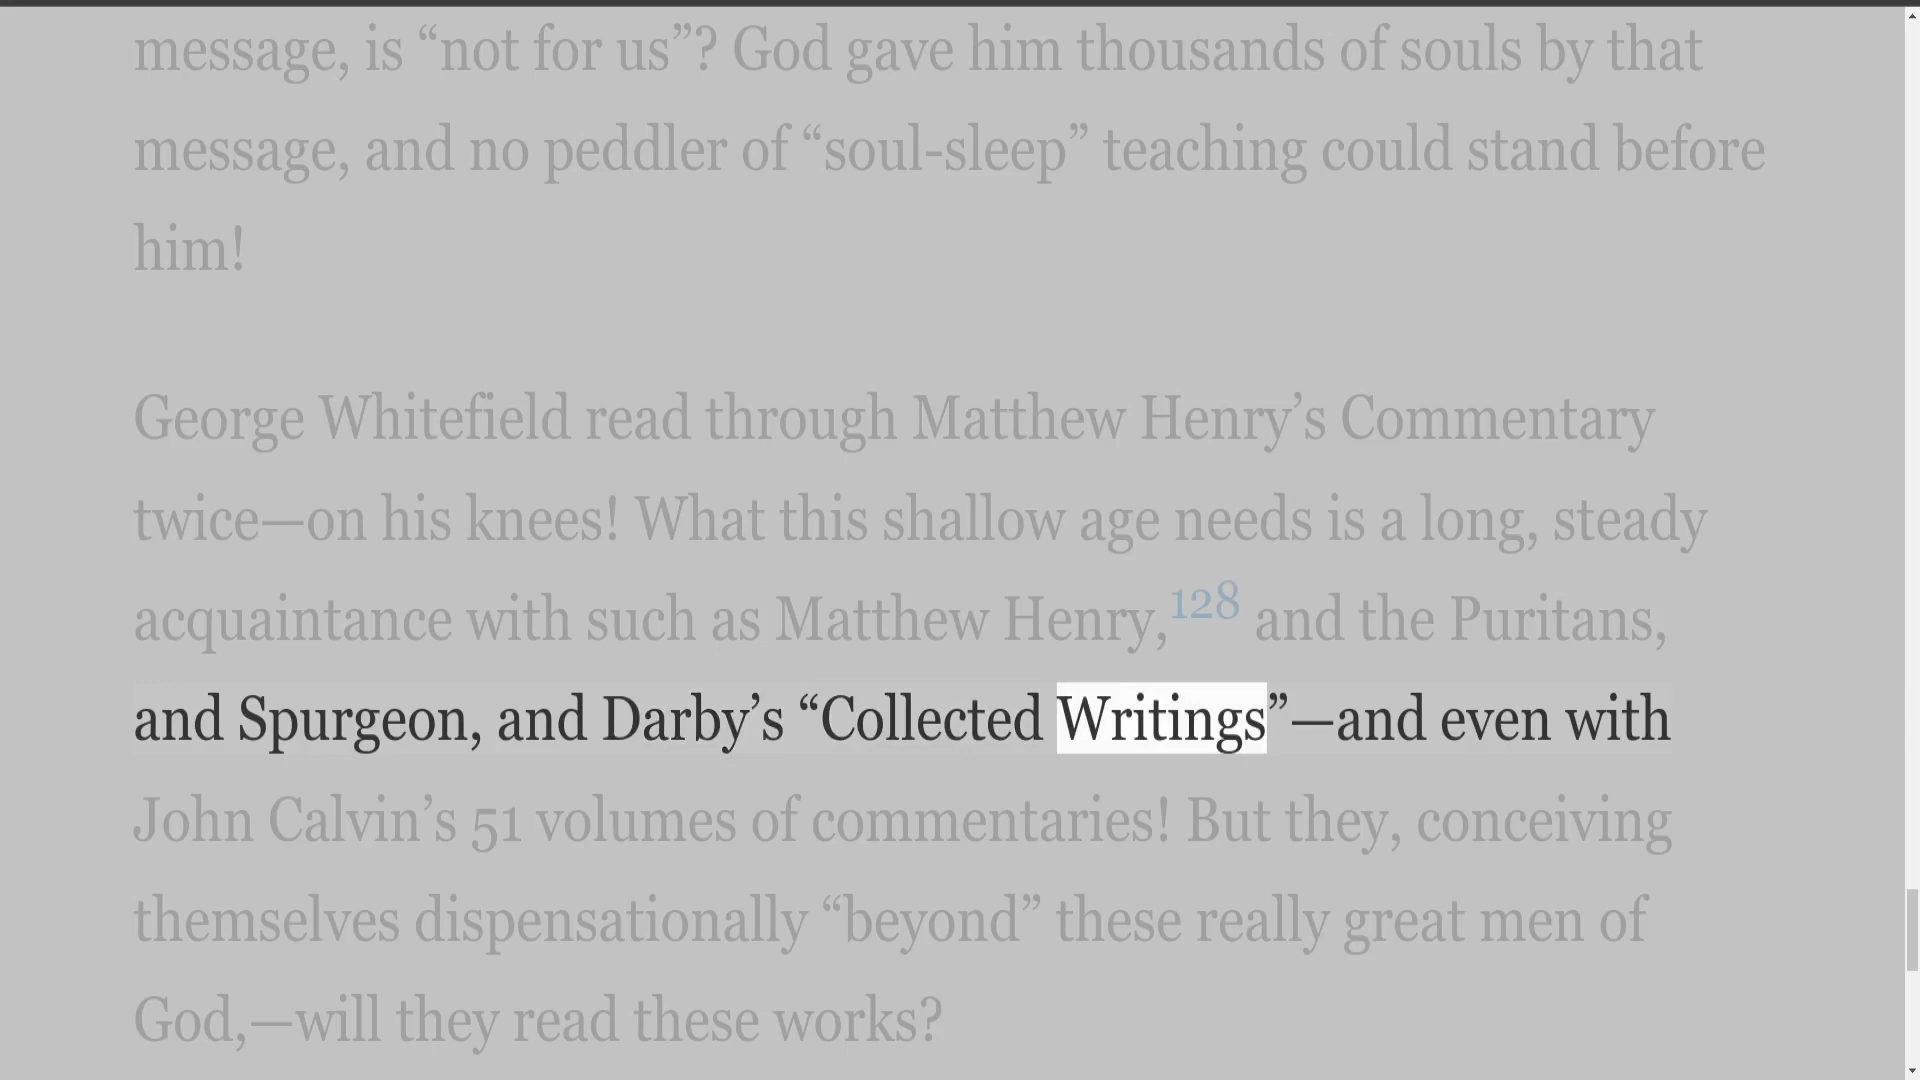 message, is “not for us”? God gave him thousands of souls by that
message, and no peddler of “soul-sleep” teaching could stand before
him!
George Whitefield read through Matthew Henry’s Commentary
twice—on his knees! What this shallow age needs is a long, steady
acquaintance with such as Matthew Henry,128 and the Puritans,
and Spurgeon, and Darby’s “Collected Writings”—and even with
John Calvin’s 51 volumes of commentaries! But they, conceiving
themselves dispensationally “beyond” these really great men of
God,—will they read these works?